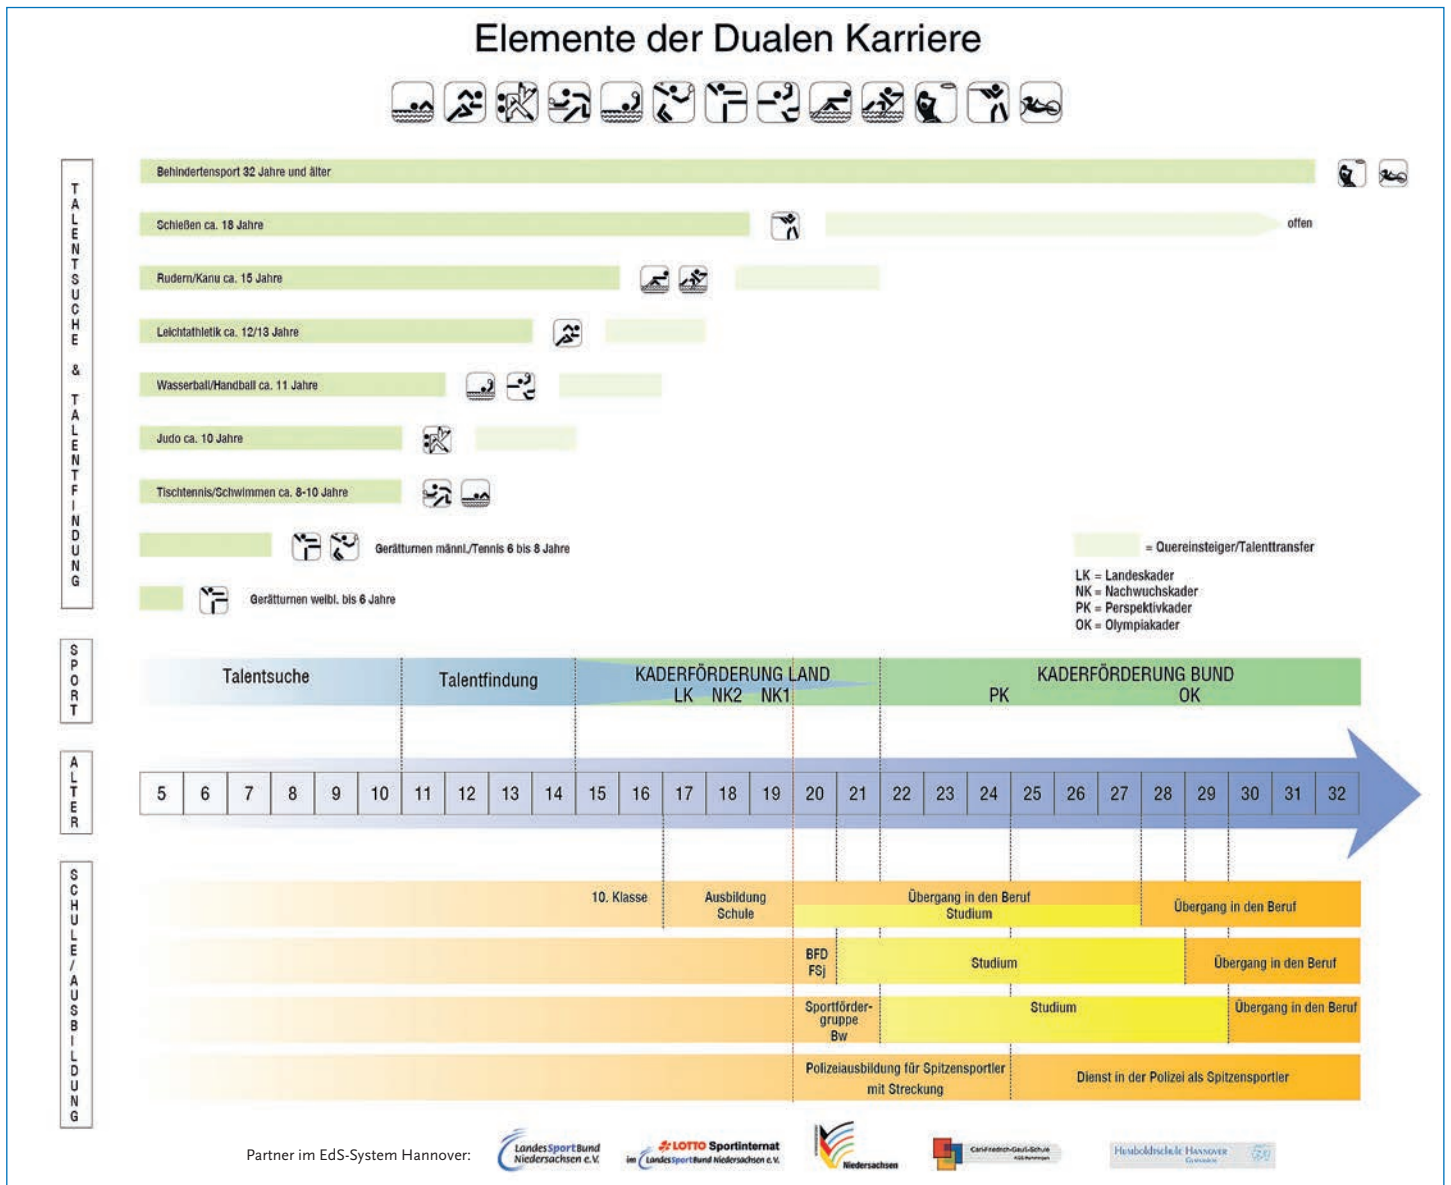 Elemente der Dualen Karriere
TALENTSUCHE & TALENTFINDUNG
Behindertensport 32 Jahre und älter
Schießen ca. 18 Jahre
offen
Rudern/Kanu ca. 15 Jahre
Leichtathletik ca. 12/13 Jahre
Wasserball/Handball ca. 11 Jahre
Judo ca. 10 Jahre
Tischtennis/Schwimmen ca. 8-10 Jahre
Gerätturnen männl./Tennis 6 bis 8 Jahre
Gerätturnen weibl. bis 6 Jahre
= Quereinsteiger/Talenttransfer
LK = Landeskader
NK = Nachwuchskader
PK = Perspektivkader
OK = Olympiakader
SPORT
Talentsuche
Talentfindung
KADERFÖRDERUNG LAND
LK NK2 NK1
KADERFÖRDERUNG BUND
PK OK
ALTER
5 6 7 8 9 10 11 12 13 14 15 16 17 18 19 20 21 22 23 24 25 26 27 28 29 30 31 32
SCHULE/AUSBILDUNG
10. Klasse
Ausbildung
Schule
Übergang in den Beruf
Studium
Übergang in den Beruf
BFD
FSj
Studium
Übergang in den Beruf
Sportförder-
gruppe
Bw
Studium
Übergang in den Beruf
Polizeiausbildung für Spitzensportler
mit Streckung
Dienst in der Polizei als Spitzensportler
Partner im EdS-System Hannover:
LandesSportBund
Niedersachsen e.V.
LOTTO Sportinternat
im LandesSportBund Niedersachsen e.V.
Niedersachsen
Carl-Friedrich-Gauß-Schule
Humboldtschule Hannover
Gymnasium